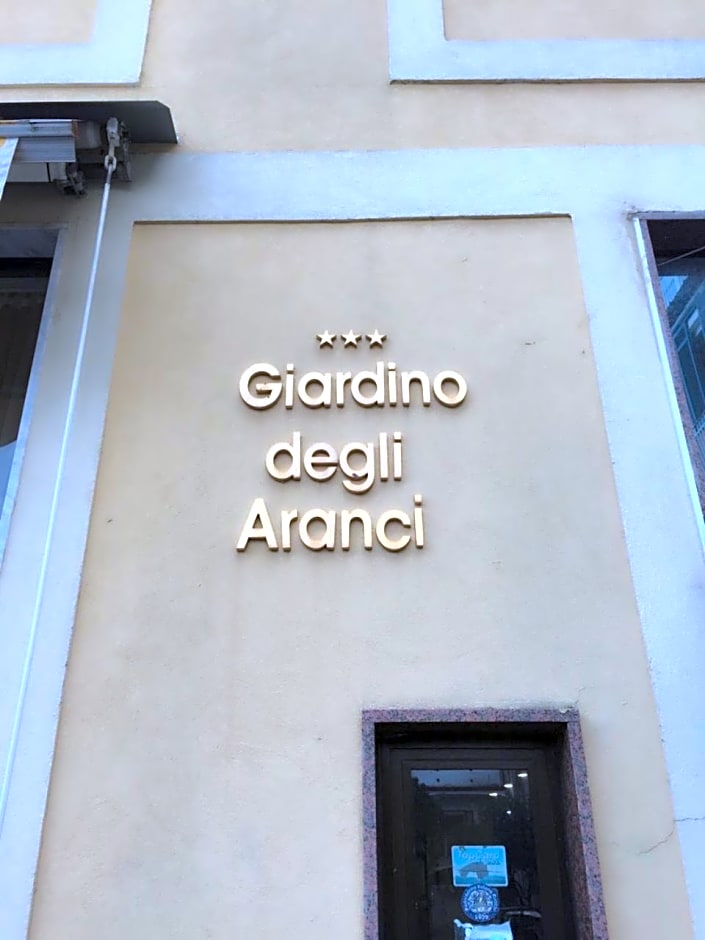 ★★★
Giardino
degli
Aranci